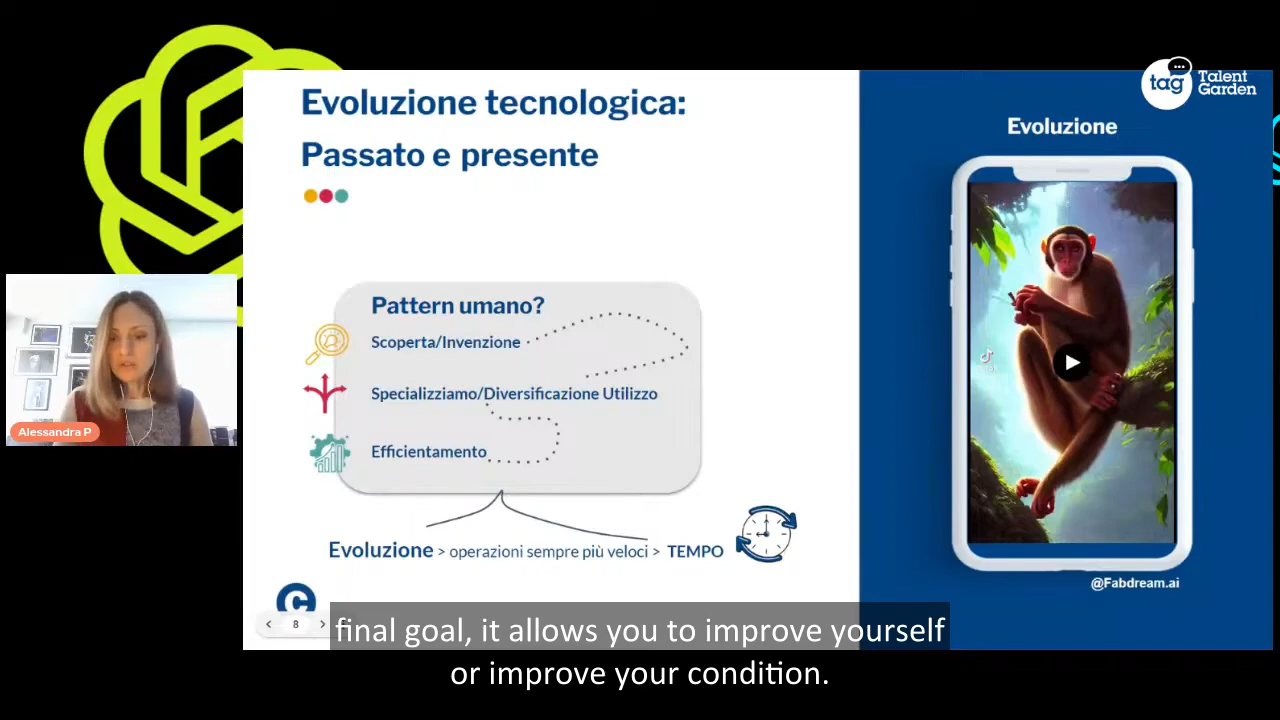 Evoluzione tecnologica:
Passato e presente
Pattern umano?
Scoperta/Invenzione
Specializziamo/Diversificazione Utilizzo
Efficientamento
Evoluzione > operazioni sempre più veloci > TEMPO
C
8
tag
Talent
Garden
Evoluzione
@Fabdream.ai
Alessandra P
final goal, it allows you to improve yourself
or improve your condition.